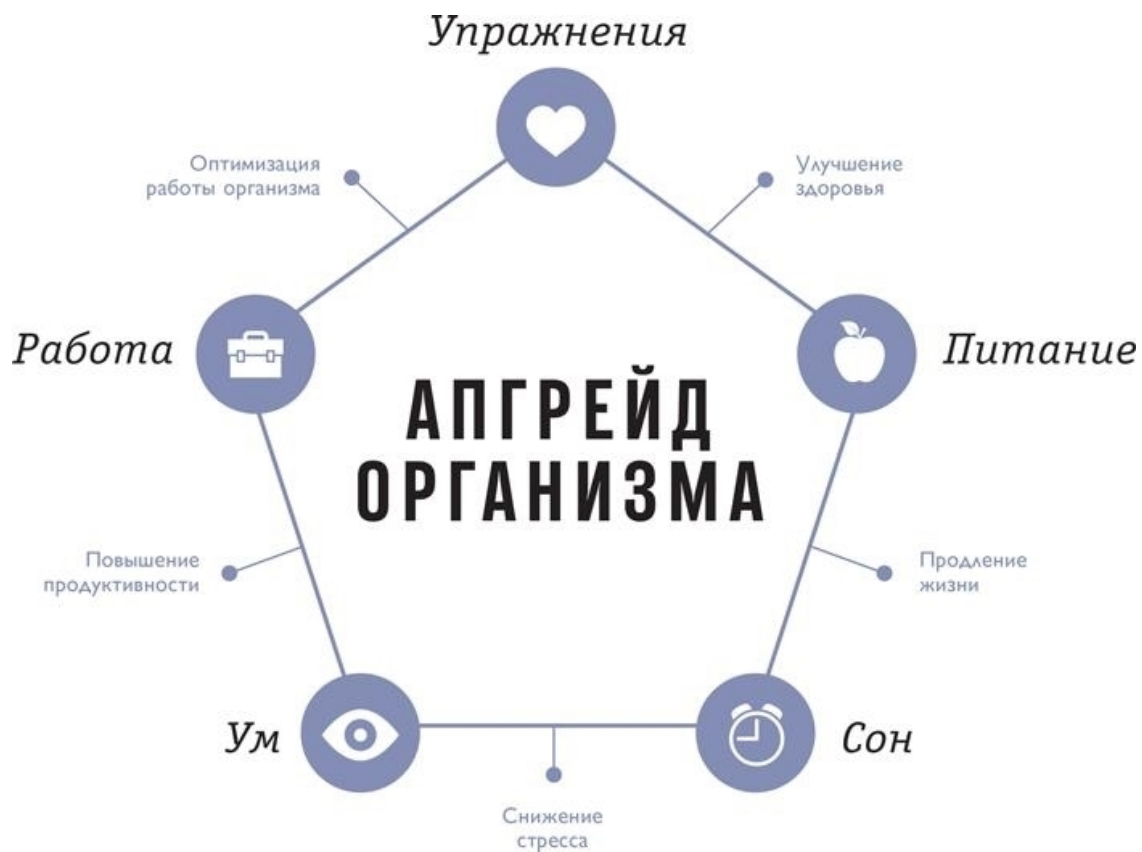 Упражнения
Оптимизация
работы организма
Улучшение
здоровья
Работа
Питание
АПГРЕЙД
ОРГАНИЗМА
Повышение
продуктивности
Продление
жизни
Ум
Сон
Снижение
стресса